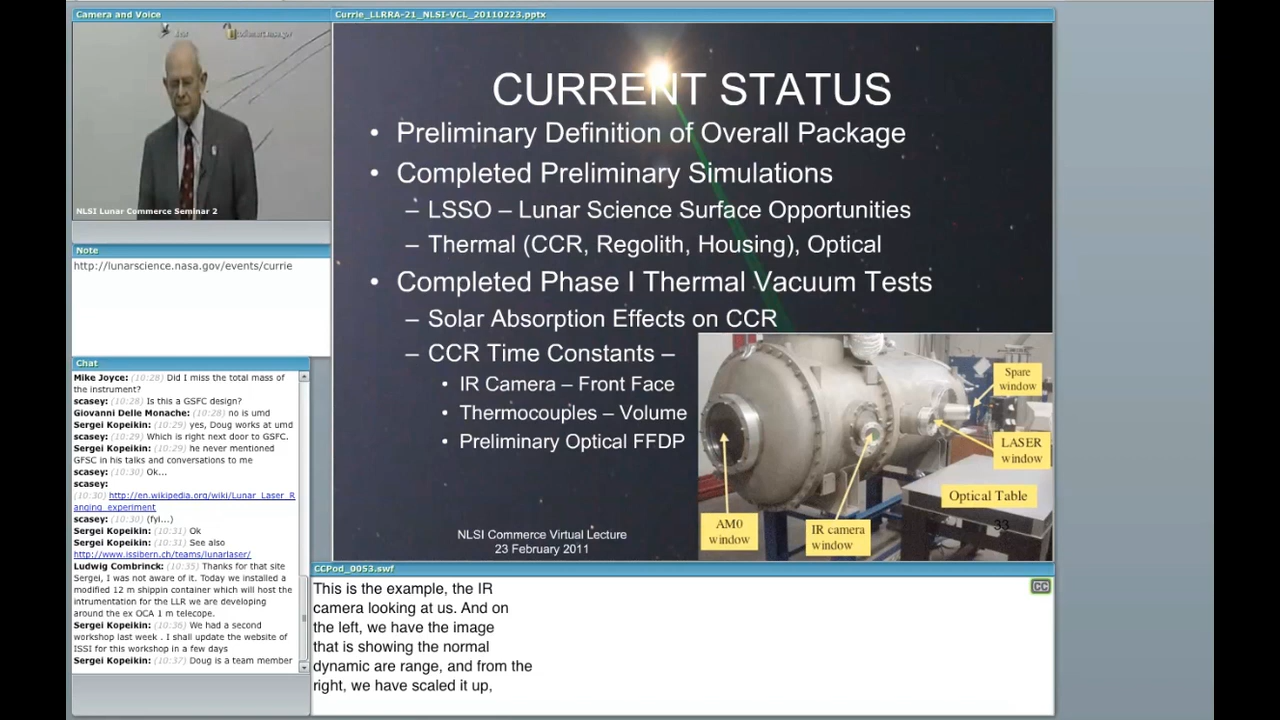 Camera and Voice
NLSI Lunar Commerce Seminar 2
Note
http://lunarscience.nasa.gov/events/currie
Chat
Mike Joyce: (10:28) Did I miss the total mass of
the instrument?
scasey: (10:28) Is this a GSFC design?
Giovanni Delle Monache: (10:28) no is umd
Sergei Kopeikin: (10:29) yes, Doug works at umd
scasey: (10:29) Which is right next door to GSFC.
Sergei Kopeikin: (10:29) he never mentioned
GFSC in his talks and conversations to me
scasey: (10:30) Ok...
scasey:
(10:30) http://en.wikipedia.org/wiki/Lunar_Laser_R
anging_experiment
scasey: (10:30) (fyi...)
Sergei Kopeikin: (10:31) Ok
Sergei Kopeikin: (10:31) See also
http://www.issibern.ch/teams/lunarlaser/
Ludwig Combrinck: (10:35) Thanks for that site
Sergei, I was not aware of it. Today we installed a
modified 12 m shippin container which will host the
intrumentation for the LLR we are developing
around the ex OCA 1 m telecope.
Sergei Kopeikin: (10:36) We had a second
workshop last week . I shall update the website of
ISSI for this workshop in a few days
Sergei Kopeikin: (10:37) Doug is a team member
Currie_LLRRA-21_NLSI-VCL_20110223.pptx
CURRENT STATUS
• Preliminary Definition of Overall Package
• Completed Preliminary Simulations
– LSSO – Lunar Science Surface Opportunities
– Thermal (CCR, Regolith, Housing), Optical
• Completed Phase I Thermal Vacuum Tests
– Solar Absorption Effects on CCR
– CCR Time Constants –
• IR Camera – Front Face
• Thermocouples – Volume
• Preliminary Optical FFDP
Spare
window
LASER
window
Optical Table
33
AM0
window
IR camera
window
NLSI Commerce Virtual Lecture
23 February 2011
CCPod_0053.swf
CC
This is the example, the IR
camera looking at us. And on
the left, we have the image
that is showing the normal
dynamic are range, and from the
right, we have scaled it up,